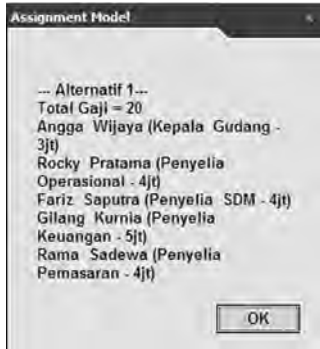 Assignment Model
--- Alternatif 1---
Total Gaji = 20
Angga Wijaya (Kepala Gudang -
3jt)
Rocky Pratama (Penyelia
Operasional - 4jt)
Fariz Saputra (Penyelia SDM - 4jt)
Gilang Kurnia (Penyelia
Keuangan - 5jt)
Rama Sadewa (Penyelia
Pemasaran - 4jt)
OK